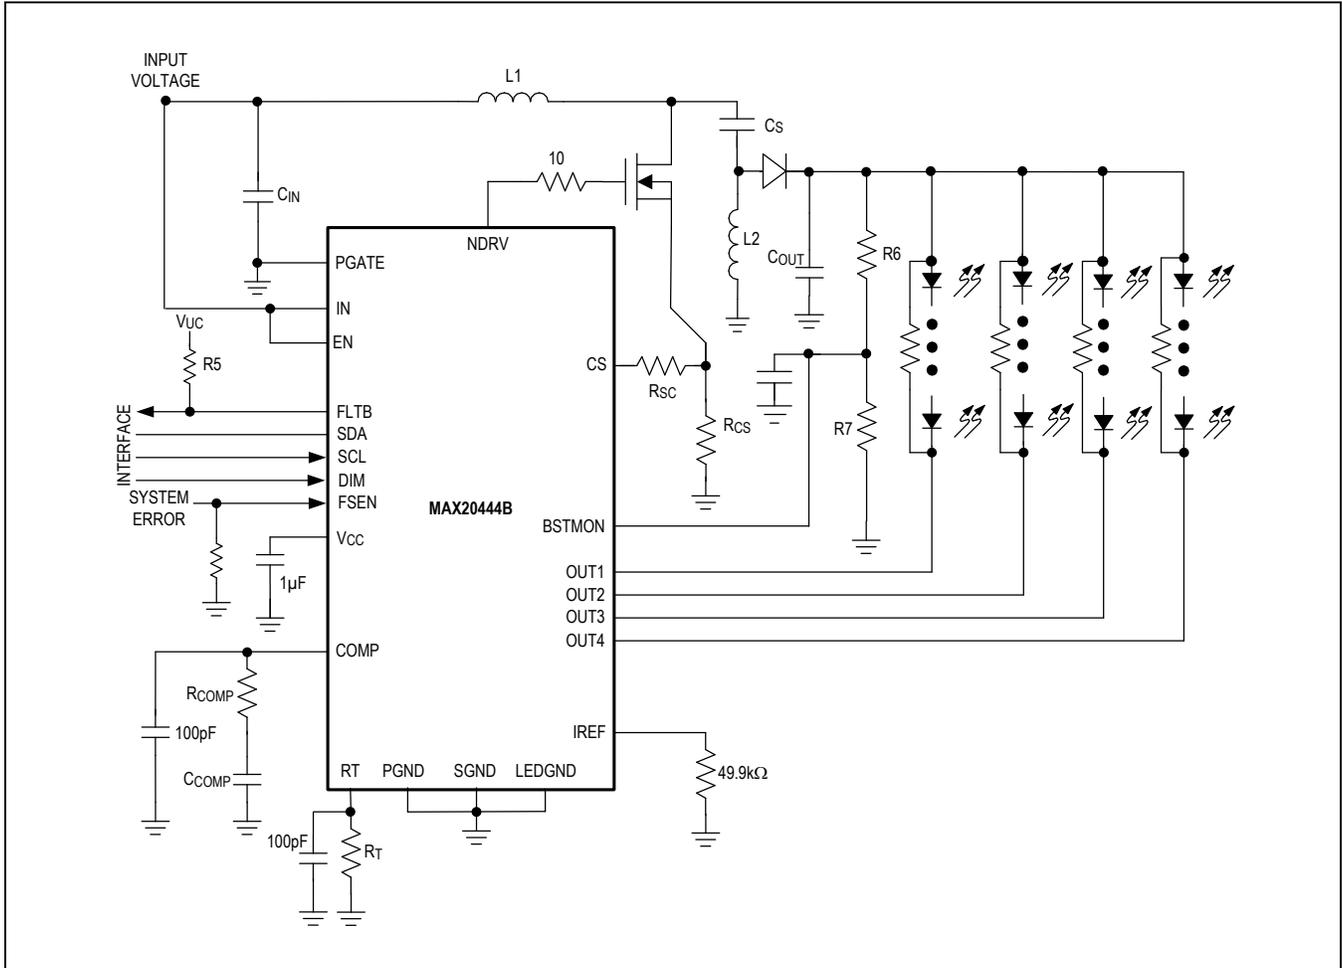 INPUT
VOLTAGE
L1
CS
10
CIN
NDRV
L2
COUT
R6
PGATE
IN
VUC
EN
R5
CS
RSC
FLTB
INTERFACE
SDA
RCS
R7
SCL
DIM
SYSTEM
ERROR
FSEN
MAX20444B
BSTMON
VCC
1µF
OUT1
OUT2
OUT3
OUT4
COMP
RCOMP
100pF
IREF
CCOMP
RT
PGND
SGND
LEDGND
49.9kΩ
100pF
RT